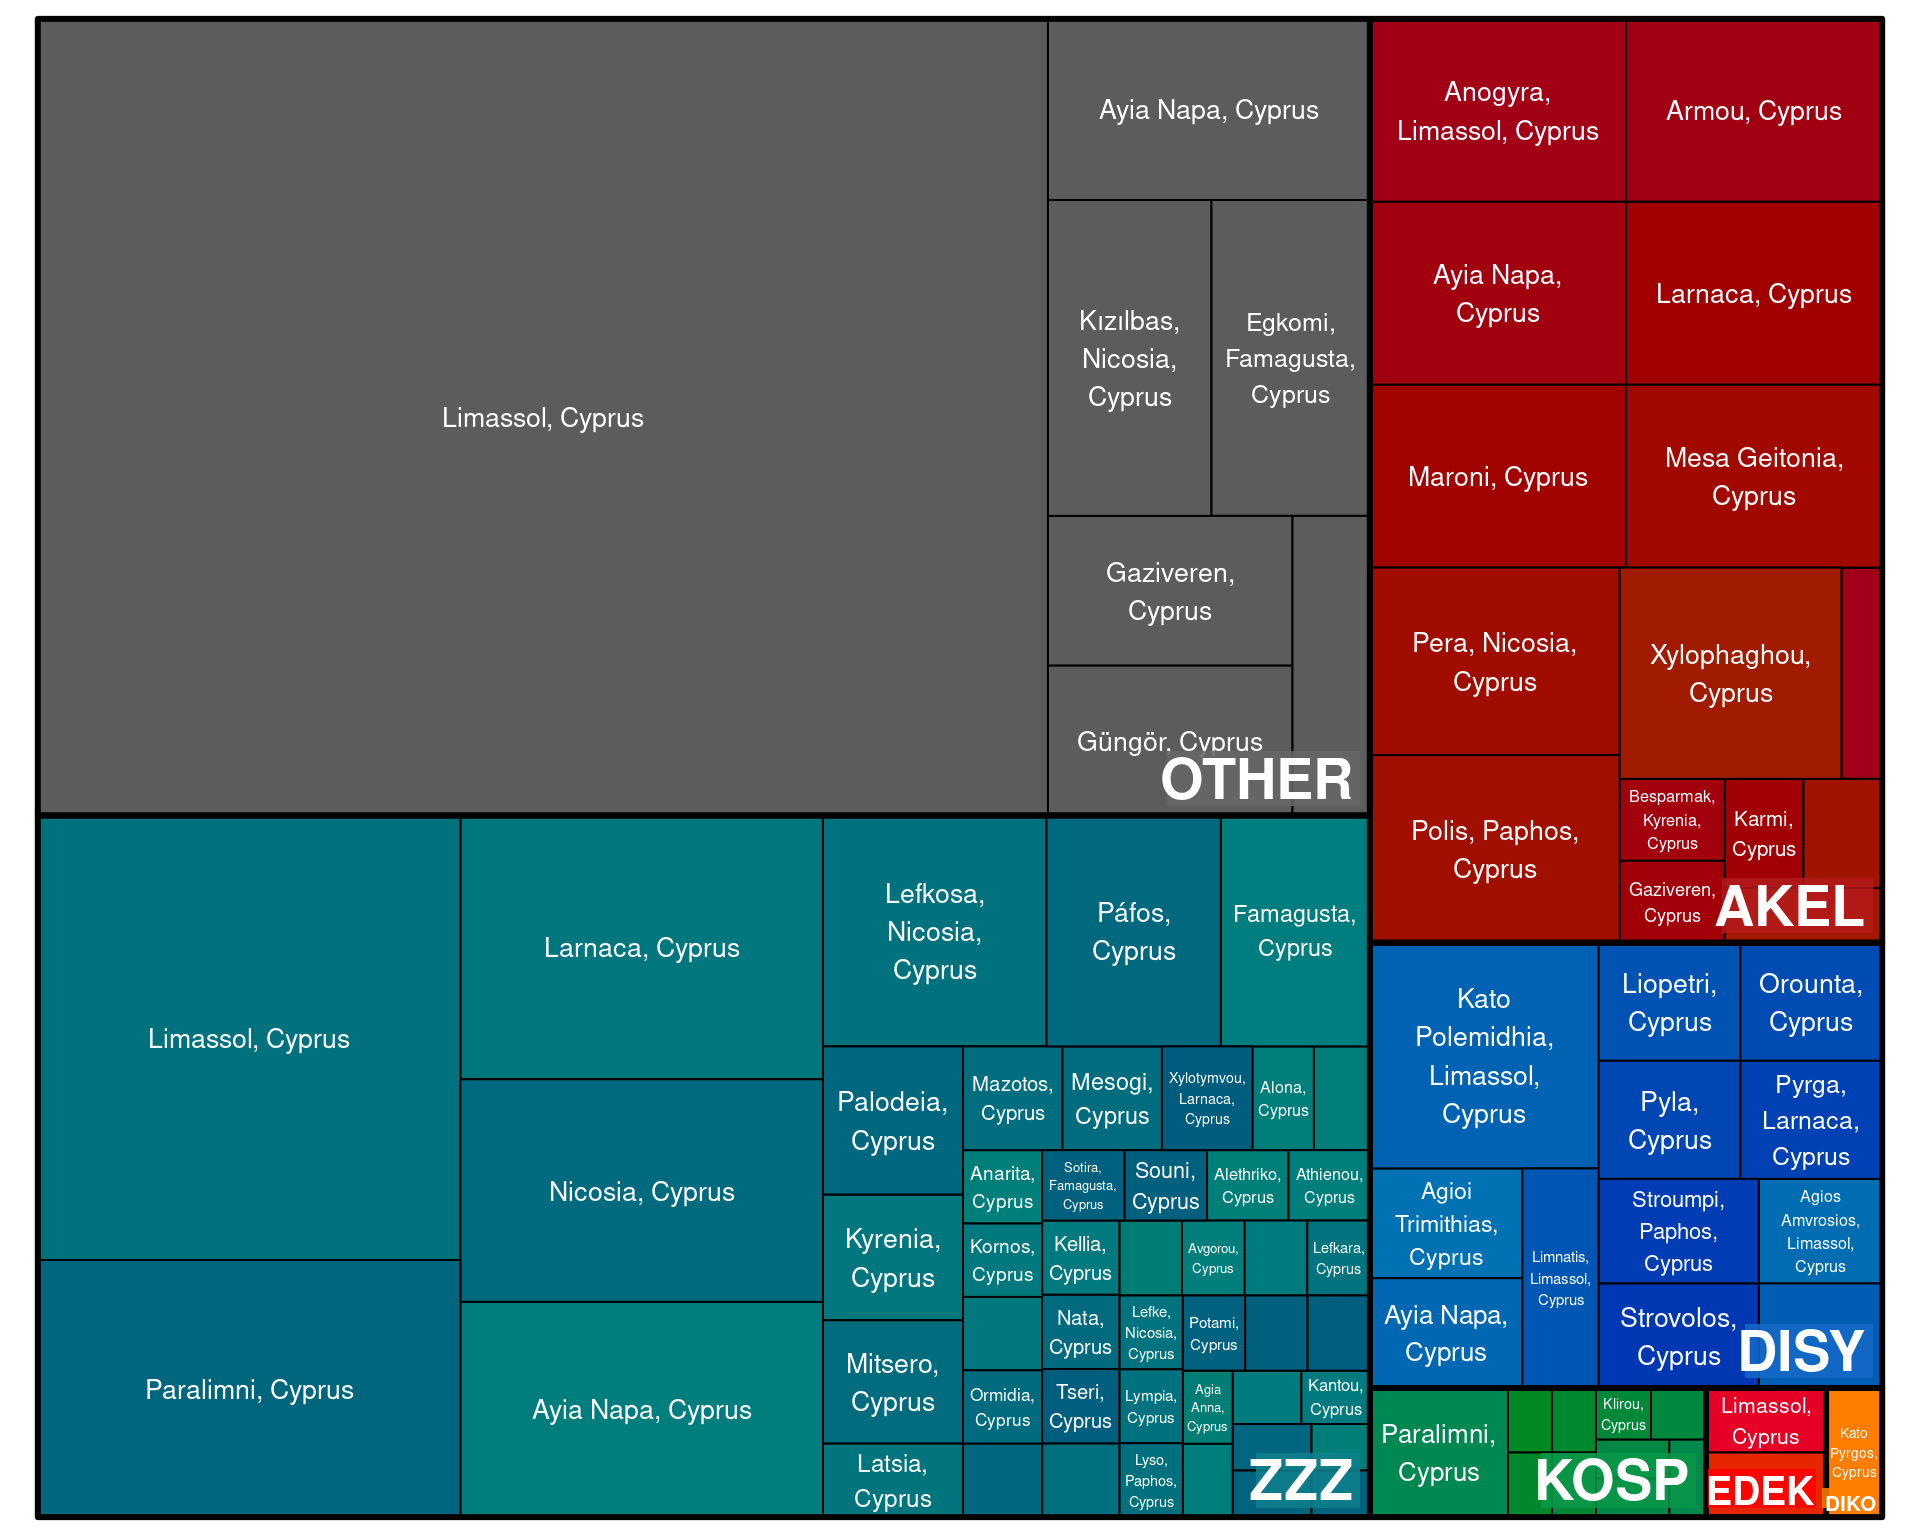 Limassol, Cyprus
Ayia Napa, Cyprus
Kızılbas,
Nicosia,
Cyprus
Egkomi,
Famagusta,
Cyprus
Gaziveren,
Cyprus
Güngör, Cyprus
OTHER
Anogyra,
Limassol, Cyprus
Armou, Cyprus
Ayia Napa,
Cyprus
Larnaca, Cyprus
Maroni, Cyprus
Mesa Geitonia,
Cyprus
Pera, Nicosia,
Cyprus
Xylophaghou,
Cyprus
Polis, Paphos,
Cyprus
Besparmak,
Kyrenia,
Cyprus
Karmi,
Cyprus
Gaziveren,
Cyprus
AKEL
Limassol, Cyprus
Paralimni, Cyprus
Larnaca, Cyprus
Nicosia, Cyprus
Ayia Napa, Cyprus
Lefkosa,
Nicosia,
Cyprus
Páfos,
Cyprus
Famagusta,
Cyprus
Palodeia,
Cyprus
Kyrenia,
Cyprus
Mitsero,
Cyprus
Latsia,
Cyprus
Mazotos,
Cyprus
Mesogi,
Cyprus
Xylotymvou,
Larnaca,
Cyprus
Alona,
Cyprus
Anarita,
Cyprus
Sotira,
Famagusta,
Cyprus
Souni,
Cyprus
Alethriko,
Cyprus
Athienou,
Cyprus
Kornos,
Cyprus
Kellia,
Cyprus
Avgorou,
Cyprus
Lefkara,
Cyprus
Nata,
Cyprus
Lefke,
Nicosia,
Cyprus
Potami,
Cyprus
Ormidia,
Cyprus
Tseri,
Cyprus
Lympia,
Cyprus
Agia
Anna,
Cyprus
Kantou,
Cyprus
Lyso,
Paphos,
Cyprus
ZZZ
Kato
Polemidhia,
Limassol,
Cyprus
Liopetri,
Cyprus
Orounta,
Cyprus
Pyla,
Cyprus
Pyrga,
Larnaca,
Cyprus
Agioi
Trimithias,
Cyprus
Limnatis,
Limassol,
Cyprus
Ayia Napa,
Cyprus
Stroumpi,
Paphos,
Cyprus
Agios
Amvrosios,
Limassol,
Cyprus
Strovolos,
Cyprus
DISY
Paralimni,
Cyprus
Klirou,
Cyprus
KOSP
Limassol,
Cyprus
EDEK
Kato
Pyrgos,
Cyprus
DIKO